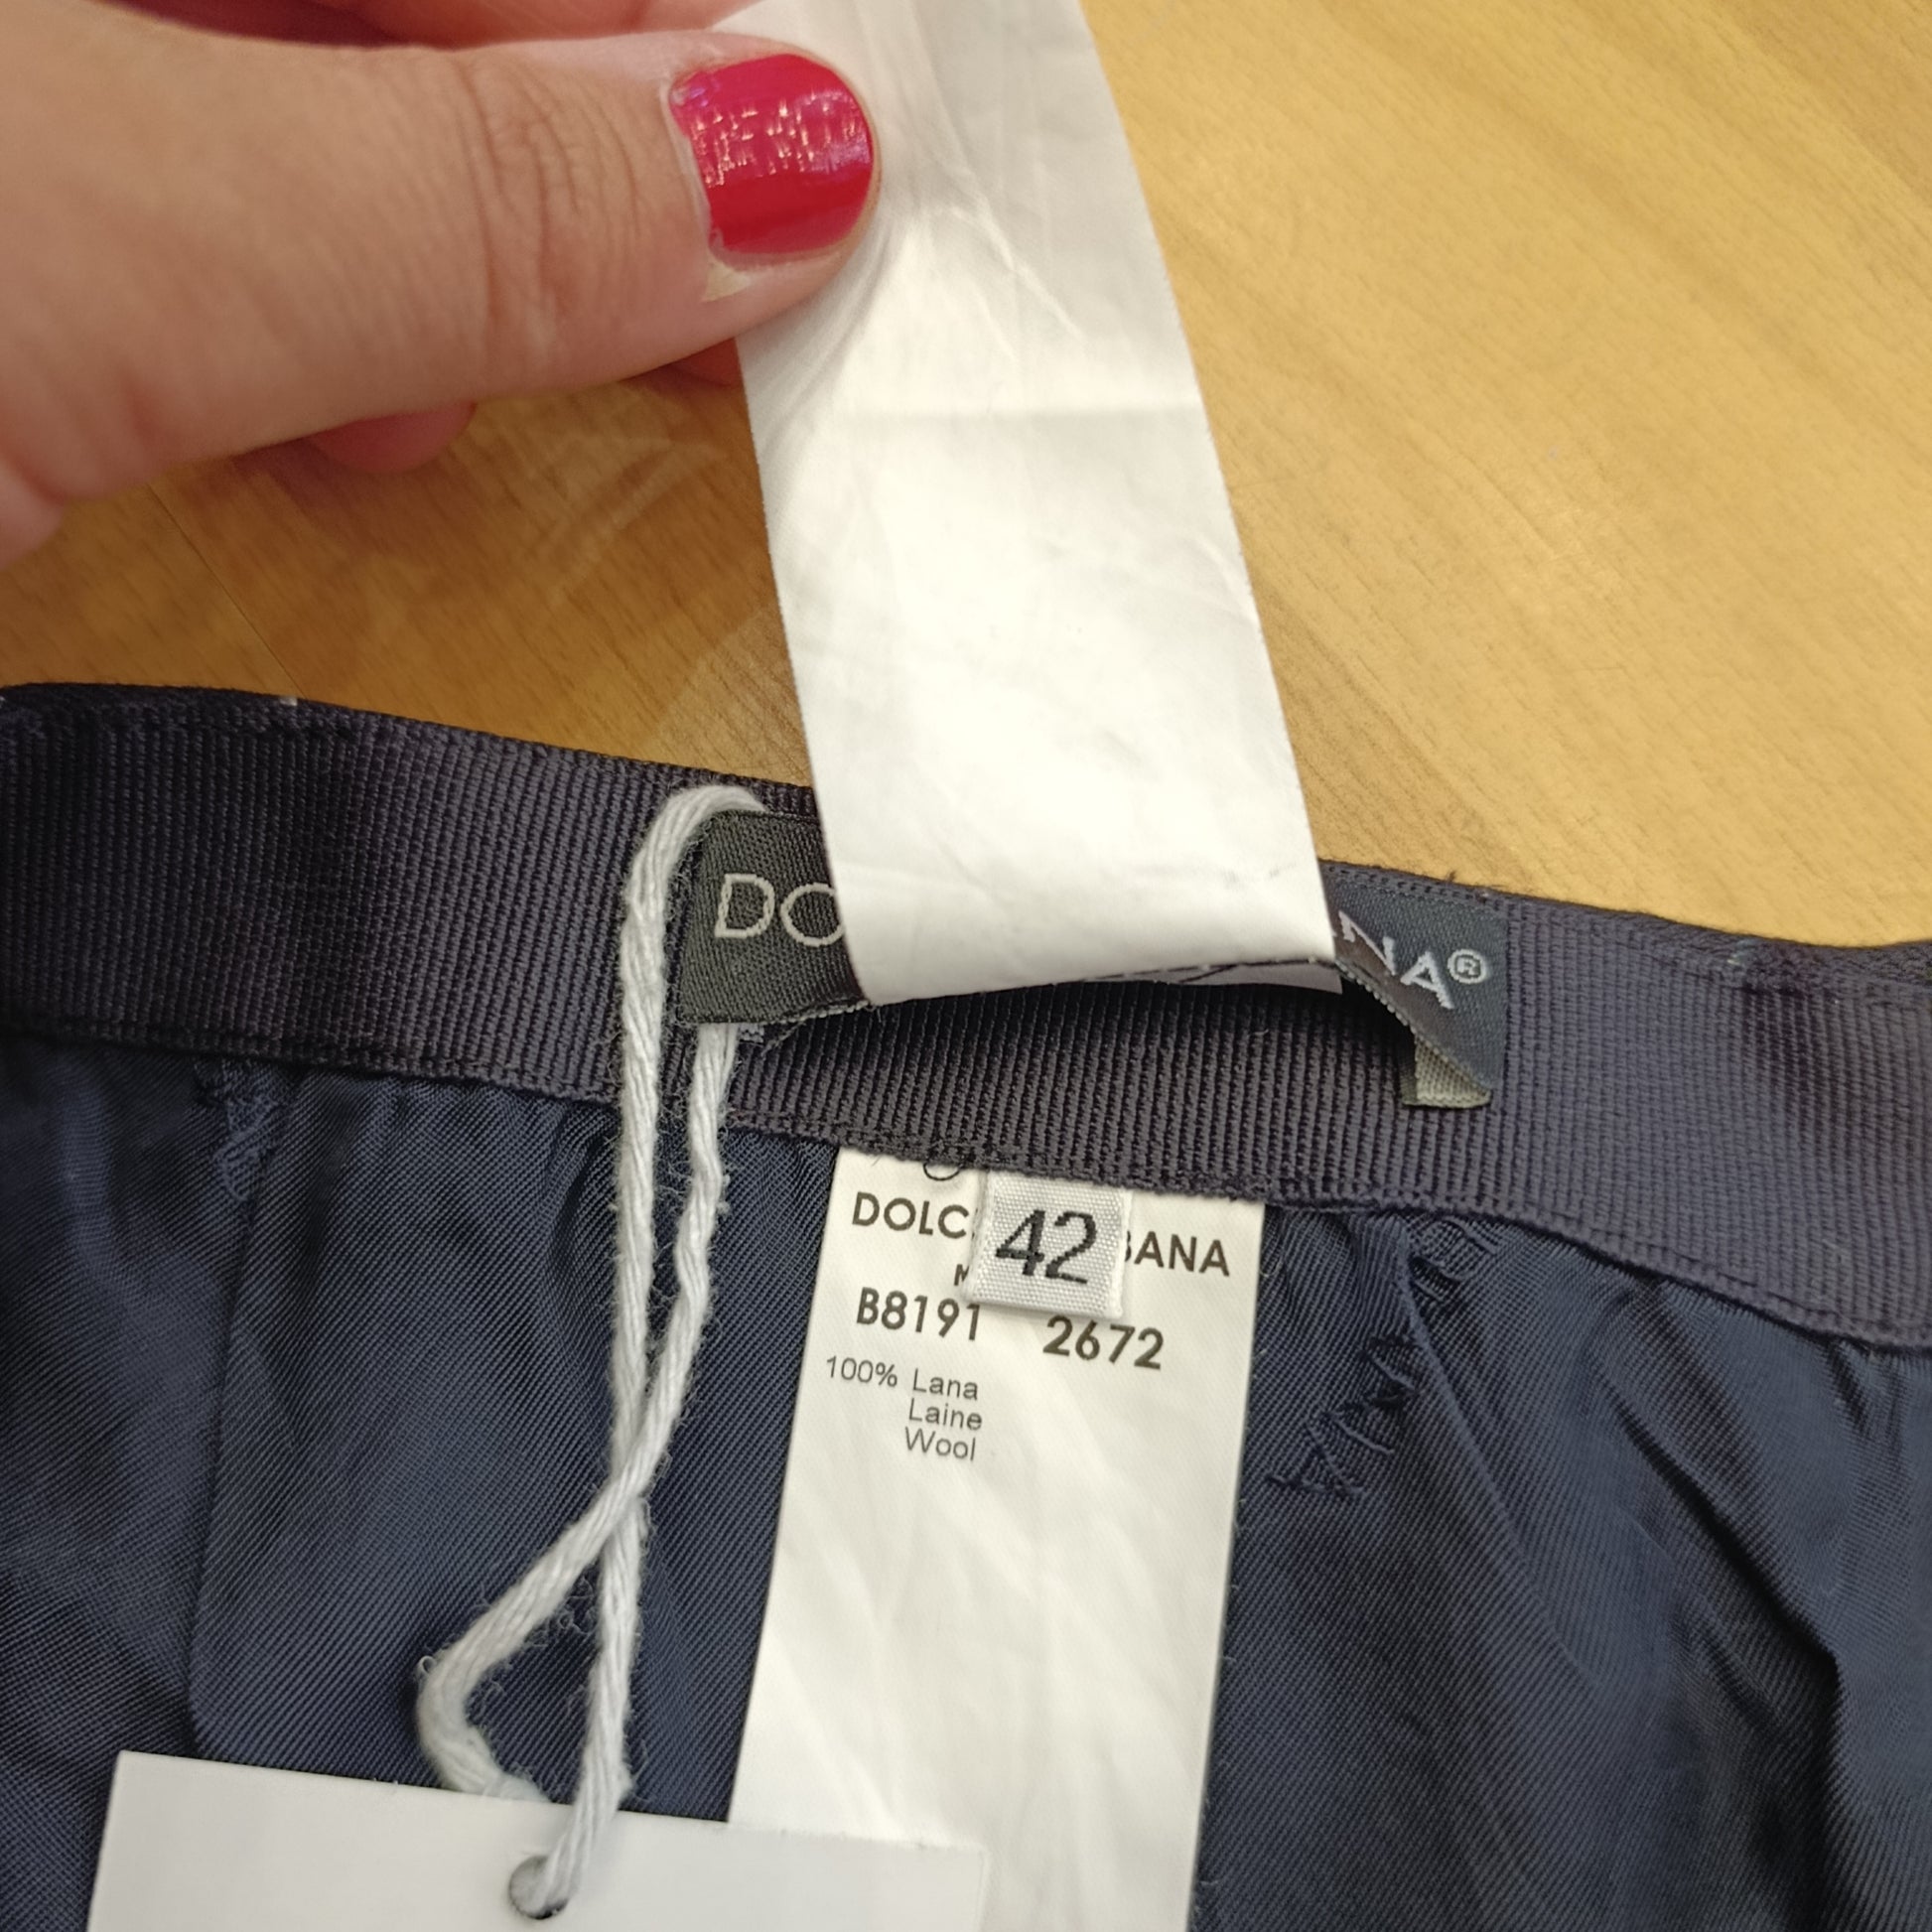 DO NA®
DOLC BANA
42
M
B8191 2672
100% Lana
Laine
Wool